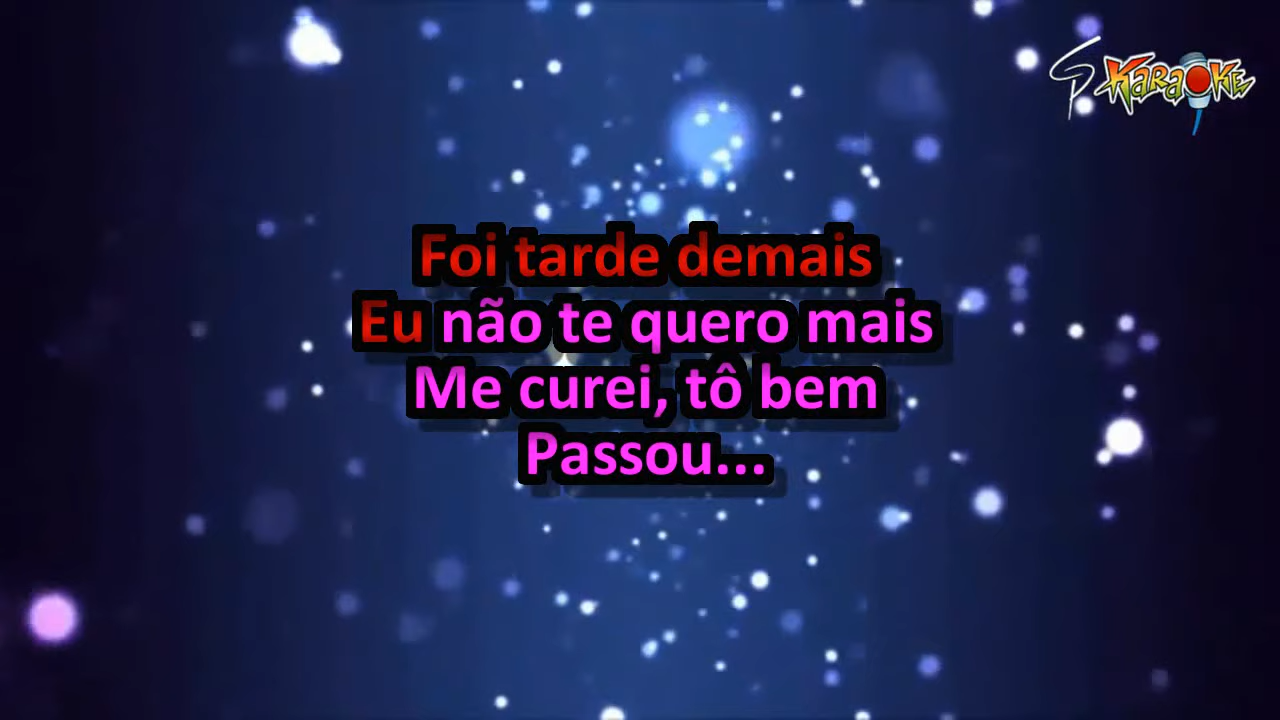 KaraoKe
Foi tarde demais
Eu não te quero mais
Me curei, tô bem
Passou...